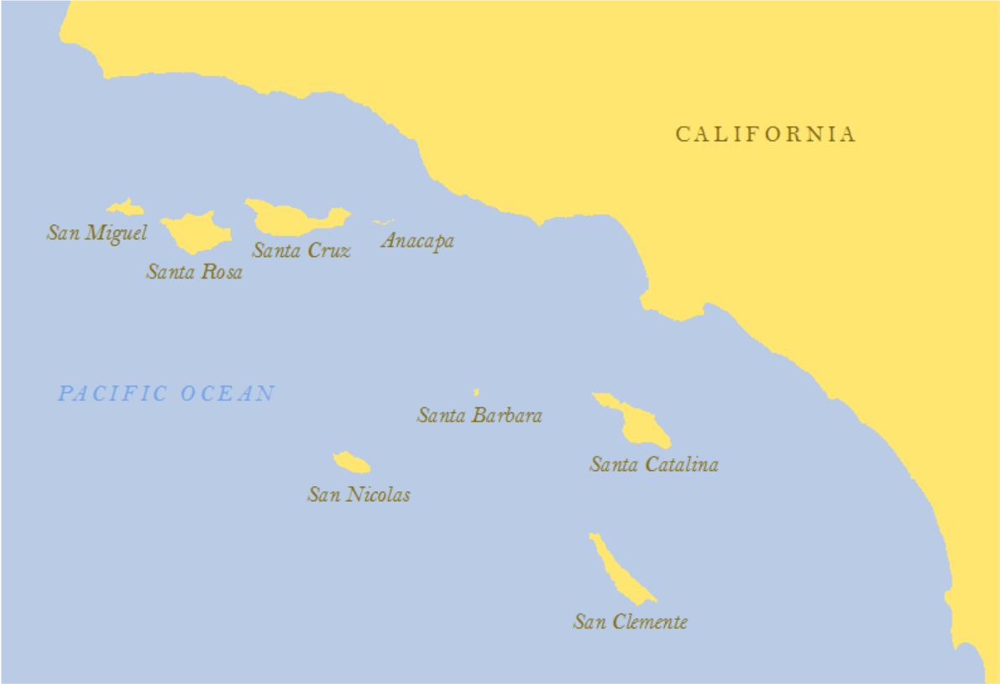 CALIFORNIA
San Miguel
Santa Rosa
Santa Cruz
Anacapa
PACIFIC OCEAN
Santa Barbara
San Nicolas
Santa Catalina
San Clemente